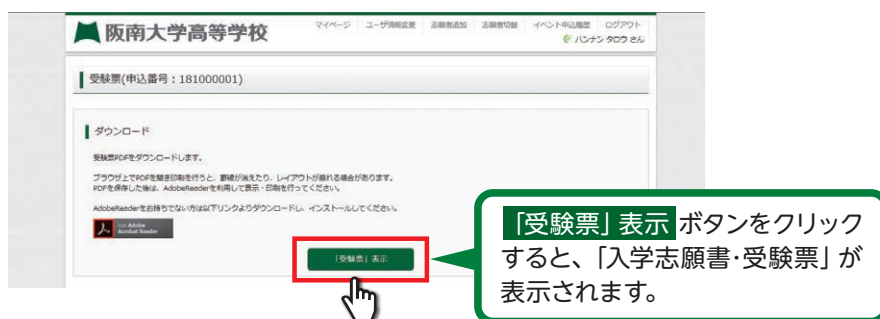 阪南大学高等学校
マイページ ユーザ情報変更 志願者追加 志願者切替 イベント申込履歴 ログアウト
ハンナン タロウ さん
受験票(申込番号：181000001)
ダウンロード
受験票PDFをダウンロードします。
ブラウザ上でPDFを開き印刷を行うと、罫線が消えたり、レイアウトが崩れる場合があります。
PDFを保存した後は、AdobeReaderを利用して表示・印刷を行ってください。
AdobeReaderをお持ちでない方は以下リンクよりダウンロードし、インストールしてください。
Get Adobe
Acrobat Reader
「受験票」表示
「受験票」表示 ボタンをクリック
すると、「入学志願書・受験票」が
表示されます。